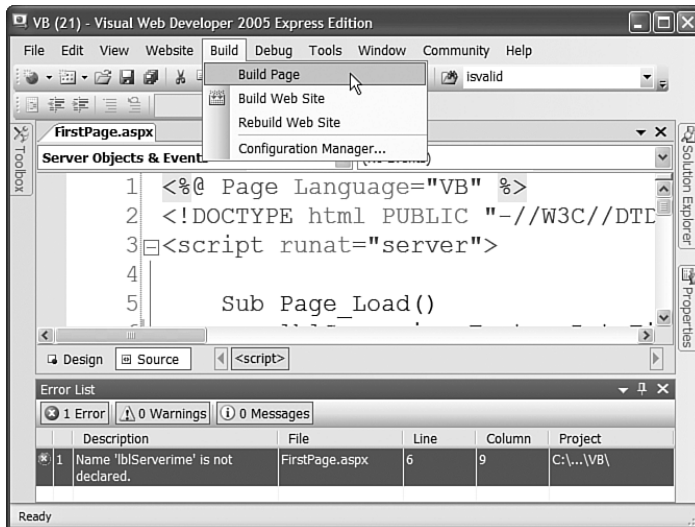 VB (21) - Visual Web Developer 2005 Express Edition
File Edit View Website Build Debug Tools Window Community Help
isvalid
Build Page
Build Web Site
Rebuild Web Site
Configuration Manager...
Toolbox
FirstPage.aspx
Server Objects & Event
Solution Explorer
Properties
1 <%@ Page Language="VB" %>
2 <!DOCTYPE html PUBLIC "-//W3C//DTD
3 <script runat="server">
4
5 Sub Page_Load()
Design Source <script>
Error List
1 Error 0 Warnings 0 Messages
Description File Line Column Project
1 Name 'lblServerime' is not declared. FirstPage.aspx 6 9 C:\...\VB\
Ready